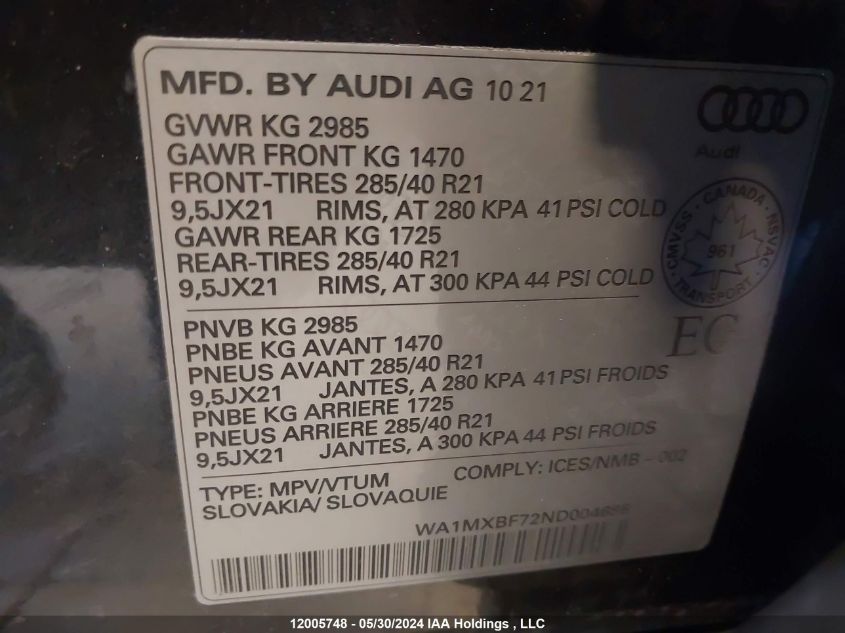 MFD. BY AUDI AG 10 21
Audi
GVWR KG 2985
GAWR FRONT KG 1470
FRONT-TIRES 285/40 R21
9,5JX21 RIMS, AT 280 KPA 41 PSI COLD
GAWR REAR KG 1725
REAR-TIRES 285/40 R21
9,5JX21 RIMS, AT 300 KPA 44 PSI COLD
CANADA
CMVSS
NSVAC
961
TRANSPORT
EC
PNVB KG 2985
PNBE KG AVANT 1470
PNEUS AVANT 285/40 R21
9,5JX21 JANTES, A 280 KPA 41 PSI FROIDS
PNBE KG ARRIERE 1725
PNEUS ARRIERE 285/40 R21
9,5JX21 JANTES, A 300 KPA 44 PSI FROIDS
TYPE: MPV/VTUM COMPLY: ICES/NMB - 002
SLOVAKIA/ SLOVAQUIE
12005748 - 05/30/2024 IAA Holdings , LLC